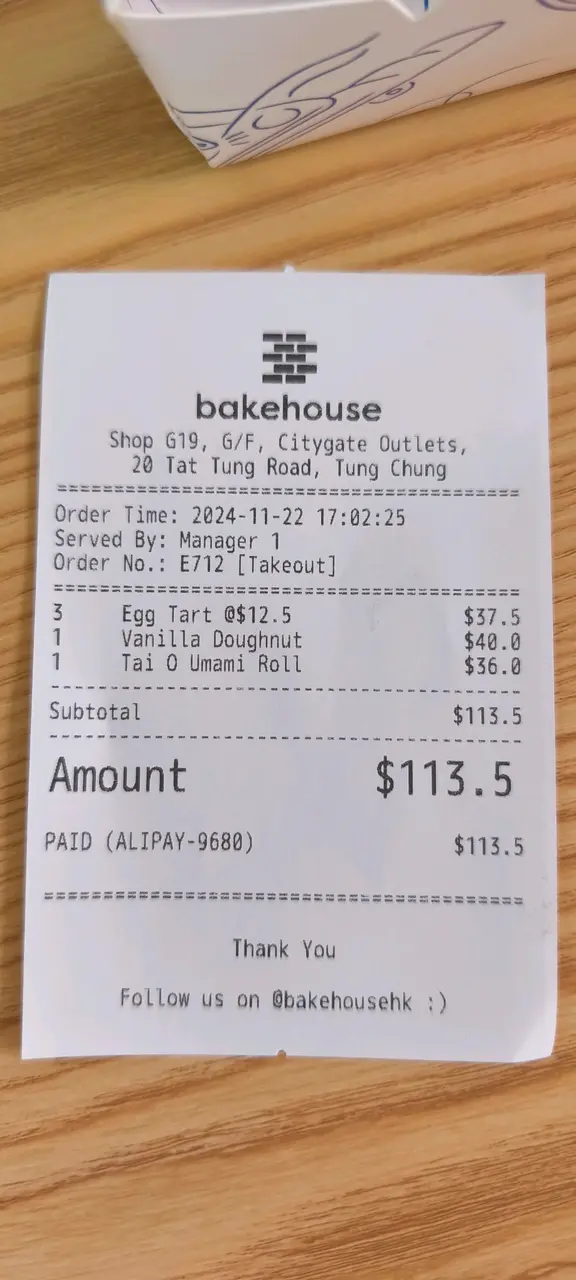 bakehouse
Shop G19, G/F, Citygate Outlets,
20 Tat Tung Road, Tung Chung
==========================================
Order Time: 2024-11-22 17:02:25
Served By: Manager 1
Order No.: E712 [Takeout]
==========================================
3 Egg Tart @$12.5 $37.5
1 Vanilla Doughnut $40.0
1 Tai O Umami Roll $36.0
------------------------------------------
Subtotal $113.5
------------------------------------------
Amount $113.5
PAID (ALIPAY-9680) $113.5
==========================================
Thank You
Follow us on @bakehousehk :)